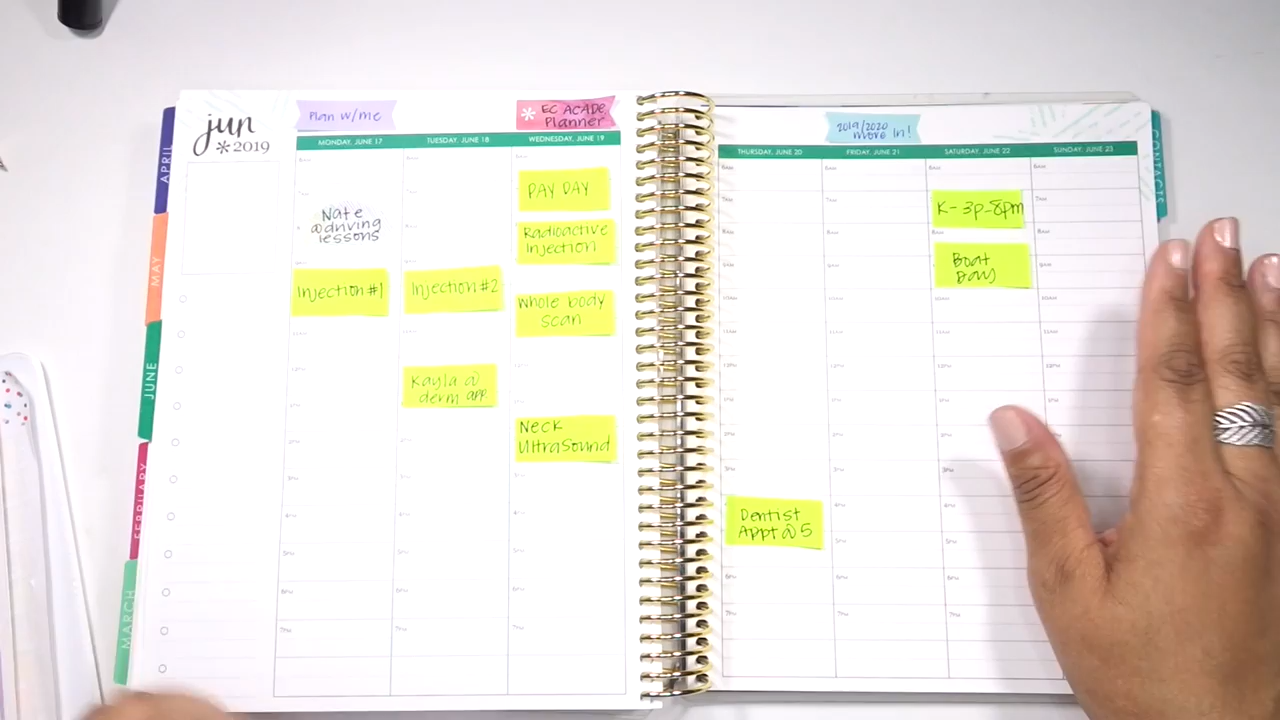 jun
*2019
Plan w/me
* EC ACADE
Planner
MONDAY, JUNE 17
TUESDAY, JUNE 18
WEDNESDAY, JUNE 19
Nate
@driving
lessons
Injection #1
Injection #2
Kayla @
derm app
PAY DAY
Radioactive
Injection
Whole body
scan
Neck
Ultrasound
2019/2020
move In!
THURSDAY, JUNE 20
FRIDAY, JUNE 21
SATURDAY, JUNE 22
SUNDAY, JUNE 23
Dentist
Appt @ 5
K- 3p-8pm
Boat
Day
APRIL
MAY
JUNE
FEBRUARY
MARCH
CONTACTS